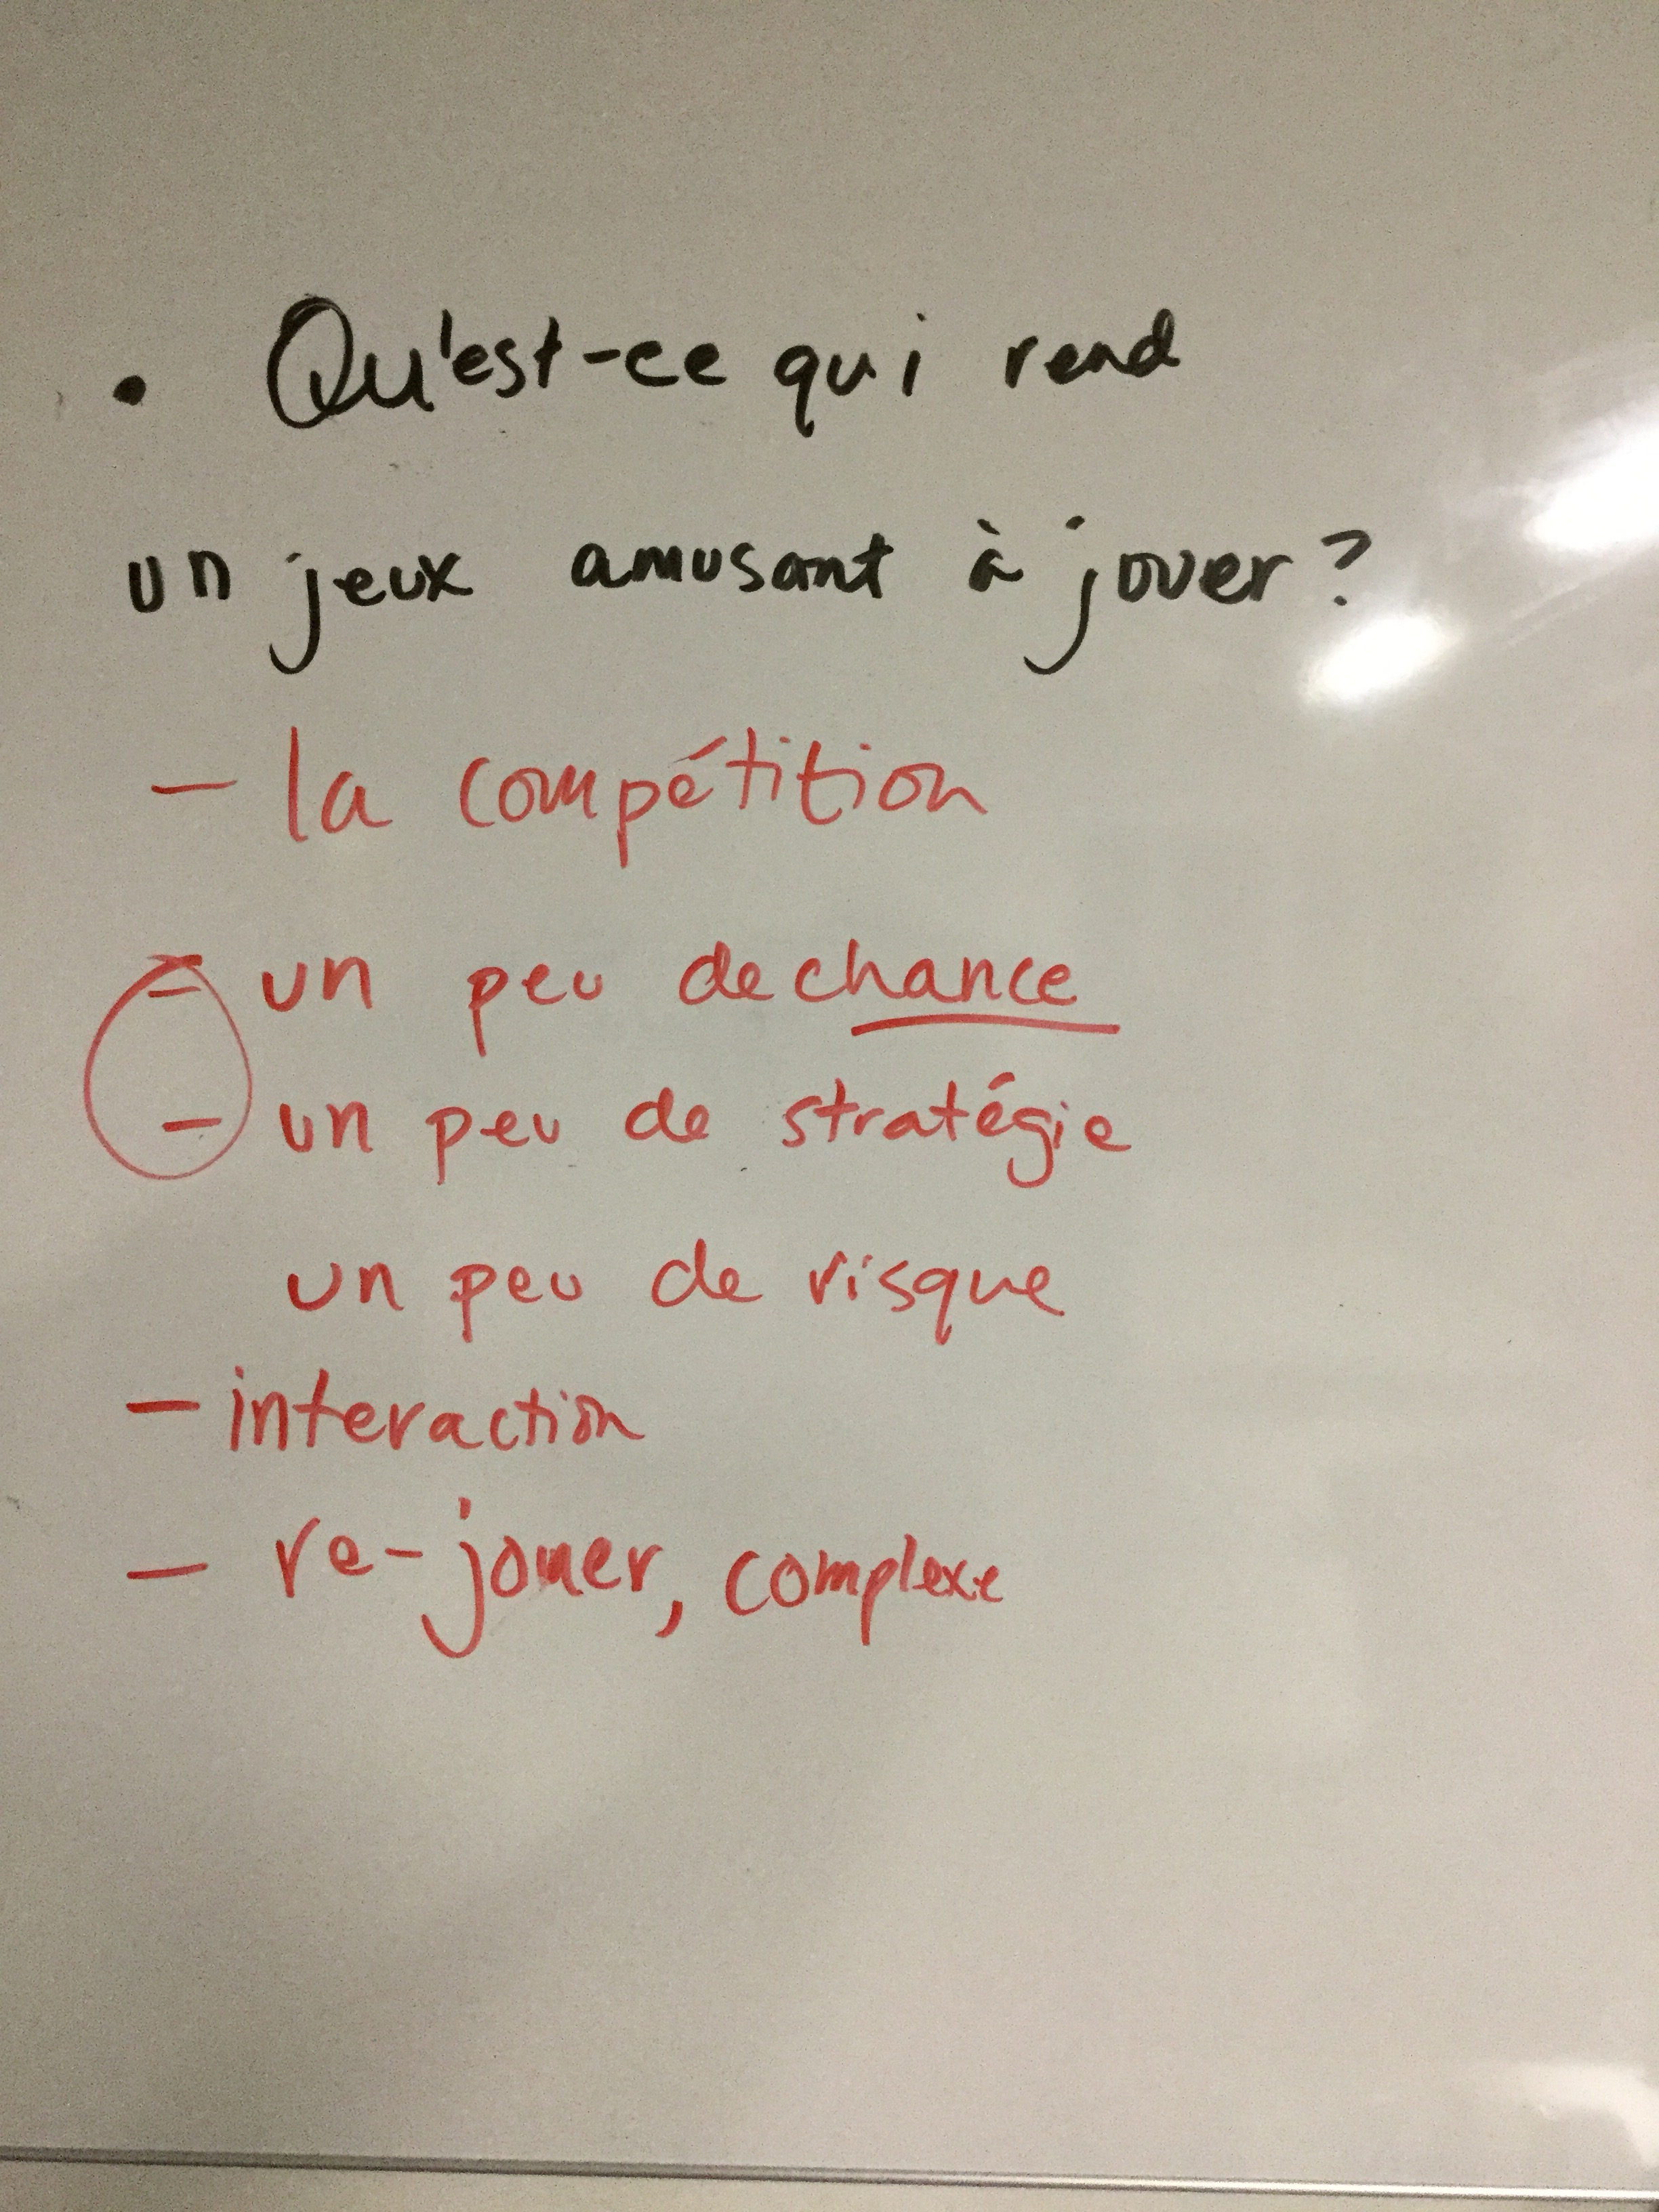 • Qu'est-ce qui rend
un jeux amusant à jouer?
- la compétition
- un peu de chance
- un peu de stratégie
un peu de risque
- interaction
- re-jouer, complexe